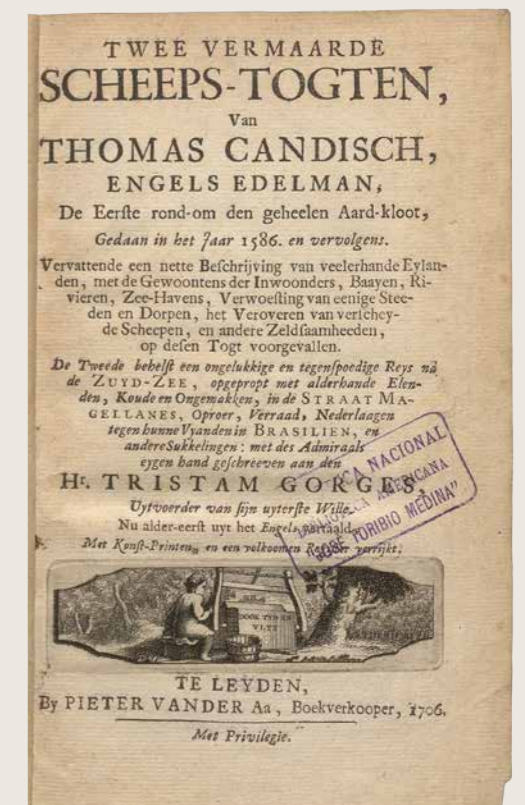 TWEE VERMAARDE
SCHEEPS-TOGTEN,
Van
THOMAS CANDISCH,
ENGELS EDELMAN,
De Eerſte rond-om den geheelen Aard-kloot,
Gedaan in het Jaar 1586. en vervolgens.
Vervattende een nette Beſchrijving van veelerhande Eylan-
den, met de Gewoontens der Inwoonders, Baayen, Ri-
vieren, Zee-Havens, Verwoeſting van eenige Stee-
den en Dorpen, het Veroveren van verſchey-
de Scheepen, en andere Zeldſaamheeden,
op deſen Togt voorgevallen.
De Tweede behelſt een ongelukkige en tegenſpoedige Reys na
de ZUYD-ZEE, opgepropt met alderhande Elen-
den, Koude en Ongemakken, in de STRAAT MA-
GELLANES, Oproer, Verraad, Nederlaagen
tegen hunne Vyanden in BRASILIEN, en
andere Sukkelingen: met des Admiraals
eygen hand geſchreeven aan den
Hr. TRISTAM GORGES,
Uytvoerder van ſijn uyterſte Wille.
Nu alder-eerſt uyt het Engels vertaald.
Met Konſt-Printen, en een volkoomen Regiſter verrijkt.
NACIONAL
BIBLIOTECA AMERICANA
"JOSÉ TORIBIO MEDINA"
DOOR TYD EN
VLYT
TE LEYDEN,
By PIETER VANDER Aa, Boekverkooper, 1706.
Met Privilegie.